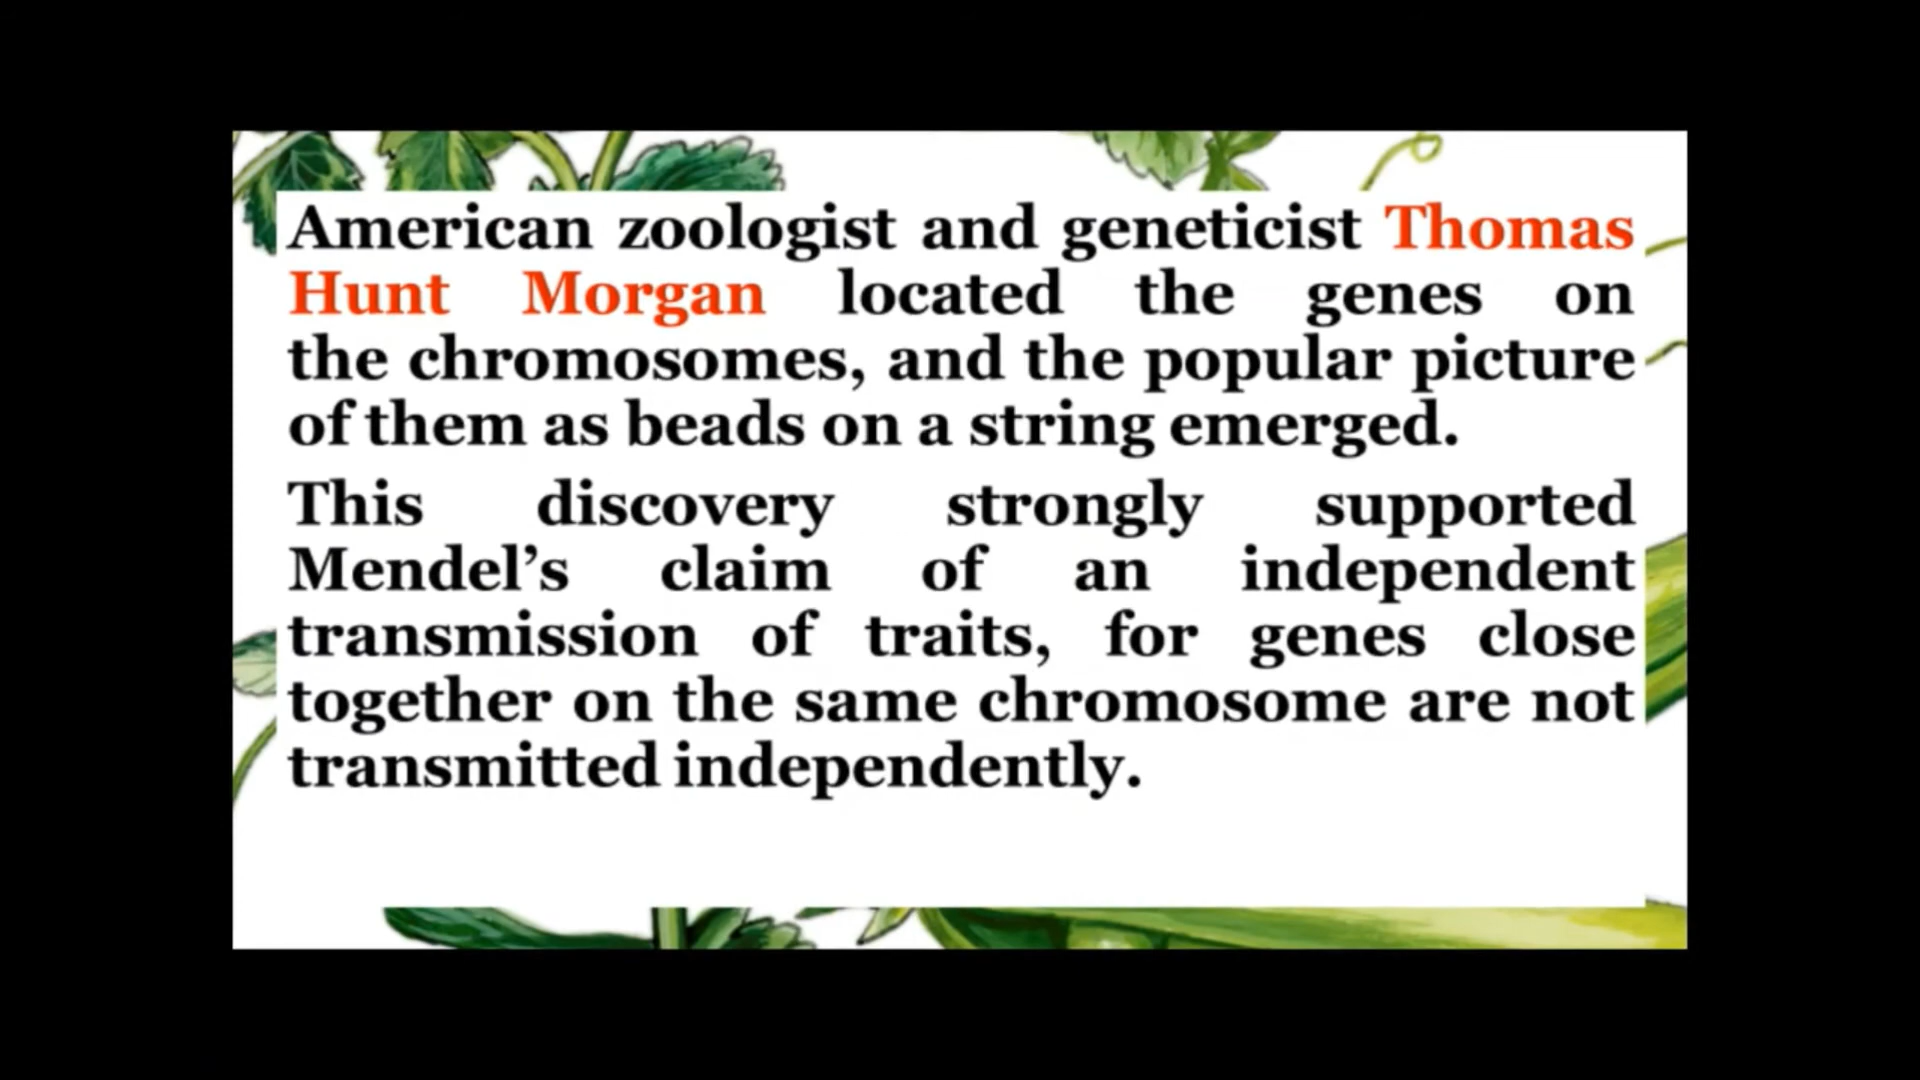 American zoologist and geneticist Thomas
Hunt Morgan located the genes on
the chromosomes, and the popular picture
of them as beads on a string emerged.
This discovery strongly supported
Mendel’s claim of an independent
transmission of traits, for genes close
together on the same chromosome are not
transmitted independently.